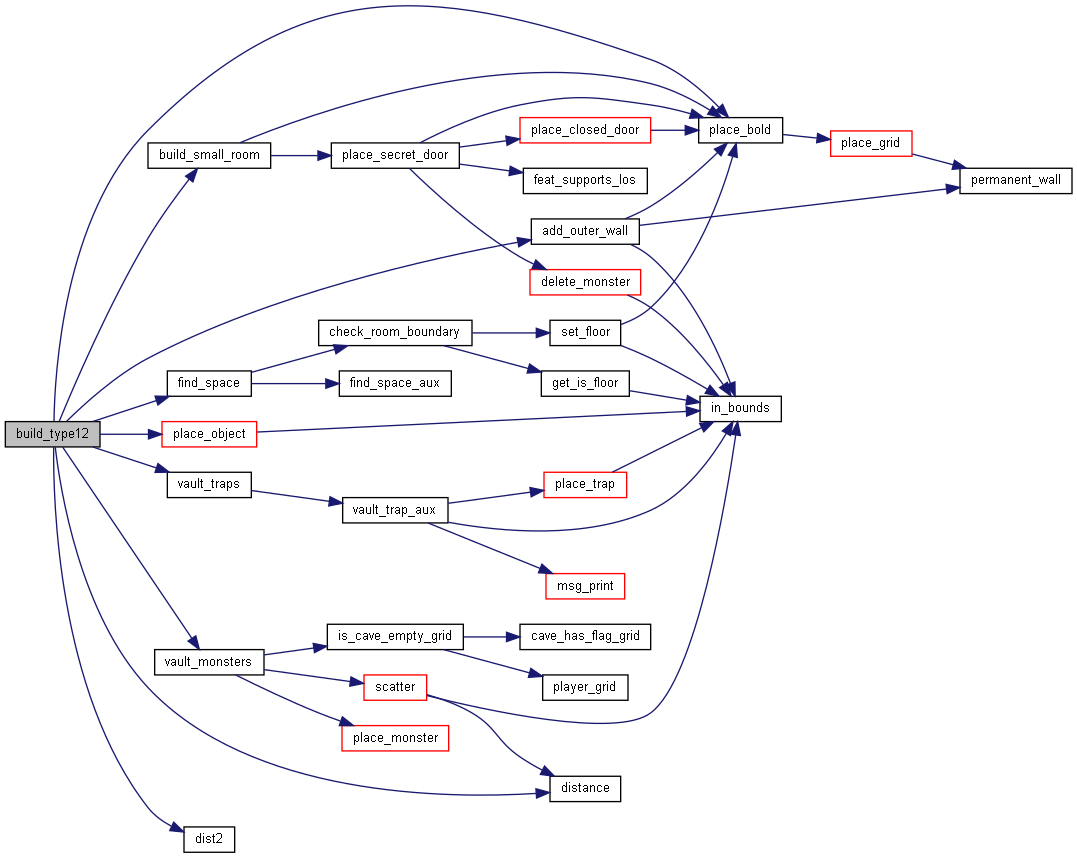 place_closed_door
place_bold
place_grid
build_small_room
place_secret_door
feat_supports_los
permanent_wall
add_outer_wall
delete_monster
check_room_boundary
set_floor
find_space
find_space_aux
get_is_floor
in_bounds
build_type12
place_object
vault_traps
place_trap
vault_trap_aux
msg_print
is_cave_empty_grid
cave_has_flag_grid
vault_monsters
scatter
player_grid
place_monster
distance
dist2